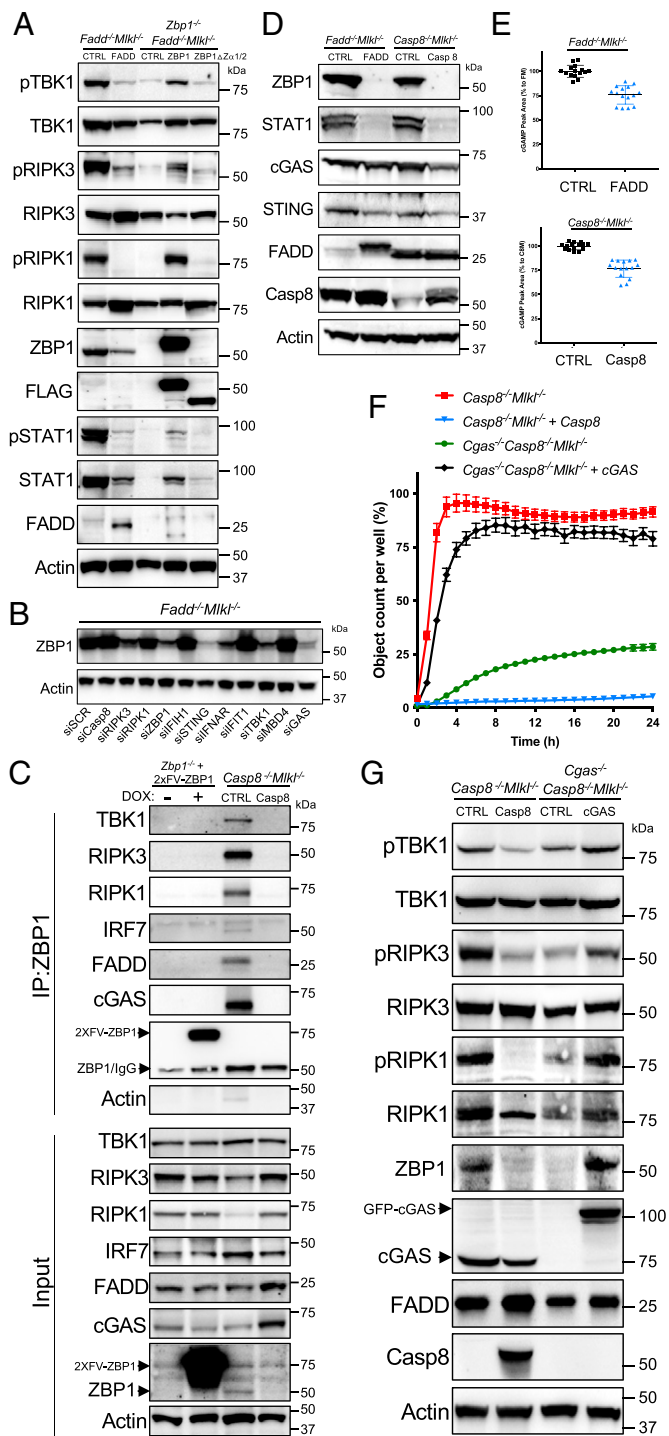 A
Fadd-/-Mlkl-/-
Zbp1-/-
Fadd-/-Mlkl-/-
CTRL FADD CTRL ZBP1 ZBP1ΔZα1/2
kDa
pTBK1
75
TBK1
75
pRIPK3
50
RIPK3
50
pRIPK1
75
RIPK1
75
ZBP1
50
FLAG
50
pSTAT1
100
STAT1
100
FADD
25
Actin
50
37
B
Fadd-/-Mlkl-/-
kDa
ZBP1
50
Actin
50
37
siSCR siCasp8 siRIPK3 siRIPK1 siZBP1 siIFIH1 siSTING siIFNAR siIFIT1 siTBK1 siMBD4 siGAS
C
Zbp1-/- +
2xFV-ZBP1
Casp8-/-Mlkl-/-
DOX: - + CTRL Casp8
kDa
IP:ZBP1
TBK1
75
RIPK3
50
RIPK1
75
IRF7
50
FADD
25
cGAS
2XFV-ZBP1
75
ZBP1/IgG
50
Actin
50
37
Input
TBK1
75
RIPK3
50
RIPK1
75
IRF7
50
FADD
25
cGAS
75
2XFV-ZBP1
75
ZBP1
50
Actin
50
37
D
Fadd-/-Mlkl-/-
Casp8-/-Mlkl-/-
CTRL FADD CTRL Casp 8
kDa
ZBP1
50
STAT1
100
cGAS
75
STING
37
FADD
25
Casp8
50
Actin
50
37
E
Fadd-/-Mlkl-/-
cGAMP Peak Area (% to FM)
100
50
0
CTRL FADD
Casp8-/-Mlkl-/-
cGAMP Peak Area (% to C8M)
100
50
0
CTRL Casp8
F
Casp8-/-Mlkl-/-
Casp8-/-Mlkl-/- + Casp8
Cgas-/-Casp8-/-Mlkl-/-
Cgas-/-Casp8-/-Mlkl-/- + cGAS
Object count per well (%)
100
75
50
25
0
0 4 8 12 16 20 24
Time (h)
G
Casp8-/-Mlkl-/-
Cgas-/-
Casp8-/-Mlkl-/-
CTRL Casp8 CTRL cGAS
kDa
pTBK1
75
TBK1
75
pRIPK3
50
RIPK3
50
pRIPK1
75
RIPK1
75
ZBP1
50
GFP-cGAS
100
cGAS
75
FADD
25
Casp8
50
Actin
50
37